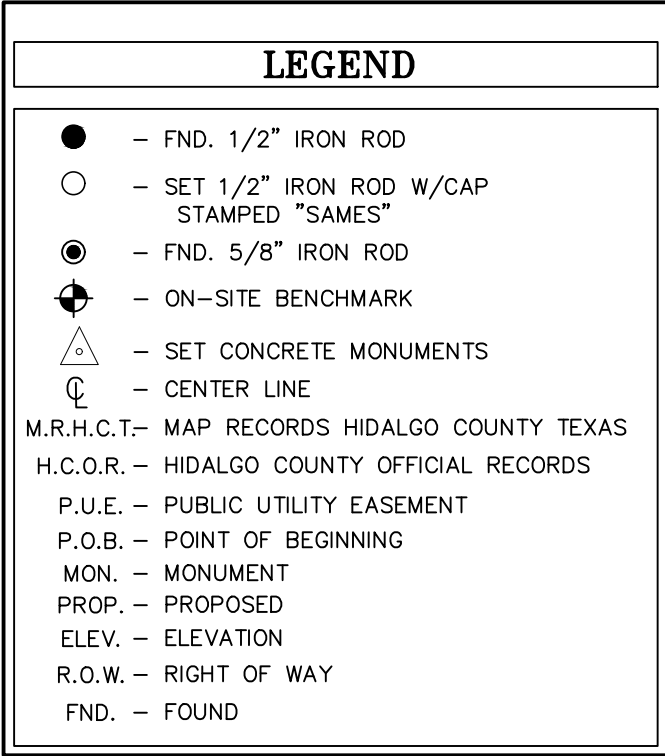 LEGEND
– FND. 1/2" IRON ROD
– SET 1/2" IRON ROD W/CAP
STAMPED "SAMES"
– FND. 5/8" IRON ROD
– ON–SITE BENCHMARK
– SET CONCRETE MONUMENTS
℄ – CENTER LINE
M.R.H.C.T.– MAP RECORDS HIDALGO COUNTY TEXAS
H.C.O.R. – HIDALGO COUNTY OFFICIAL RECORDS
P.U.E. – PUBLIC UTILITY EASEMENT
P.O.B. – POINT OF BEGINNING
MON. – MONUMENT
PROP. – PROPOSED
ELEV. – ELEVATION
R.O.W. – RIGHT OF WAY
FND. – FOUND